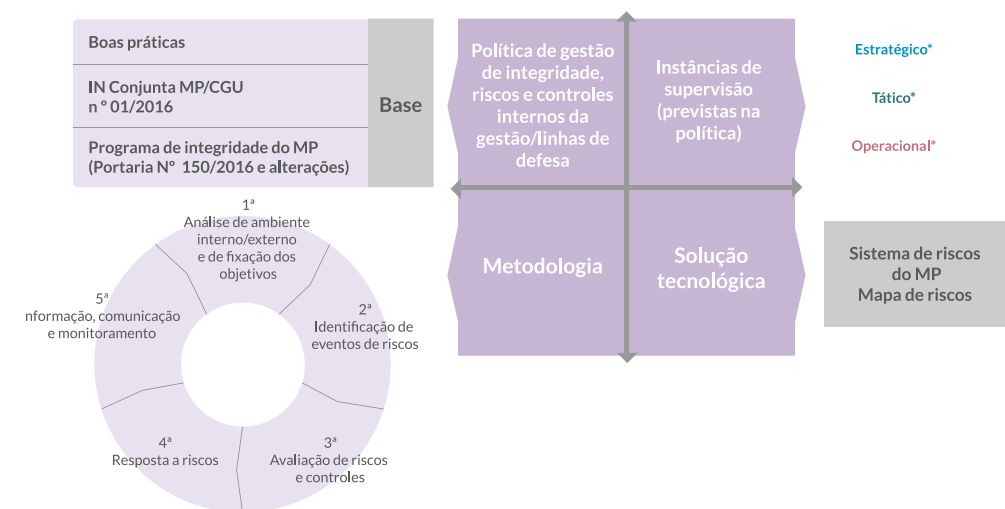 Boas práticas
IN Conjunta MP/CGU
n º 01/2016
Programa de integridade do MP
(Portaria Nº 150/2016 e alterações)
Base
Política de gestão
de integridade,
riscos e controles
internos da
gestão/linhas de
defesa
Instâncias de
supervisão
(previstas na
política)
Estratégico*
Tático*
Operacional*
Metodologia
Solução
tecnológica
Sistema de riscos
do MP
Mapa de riscos
1ª
Análise de ambiente
interno/externo
e de fixação dos
objetivos
2ª
Identificação de
eventos de riscos
3ª
Avaliação de riscos
e controles
4ª
Resposta a riscos
5ª
nformação, comunicação
e monitoramento